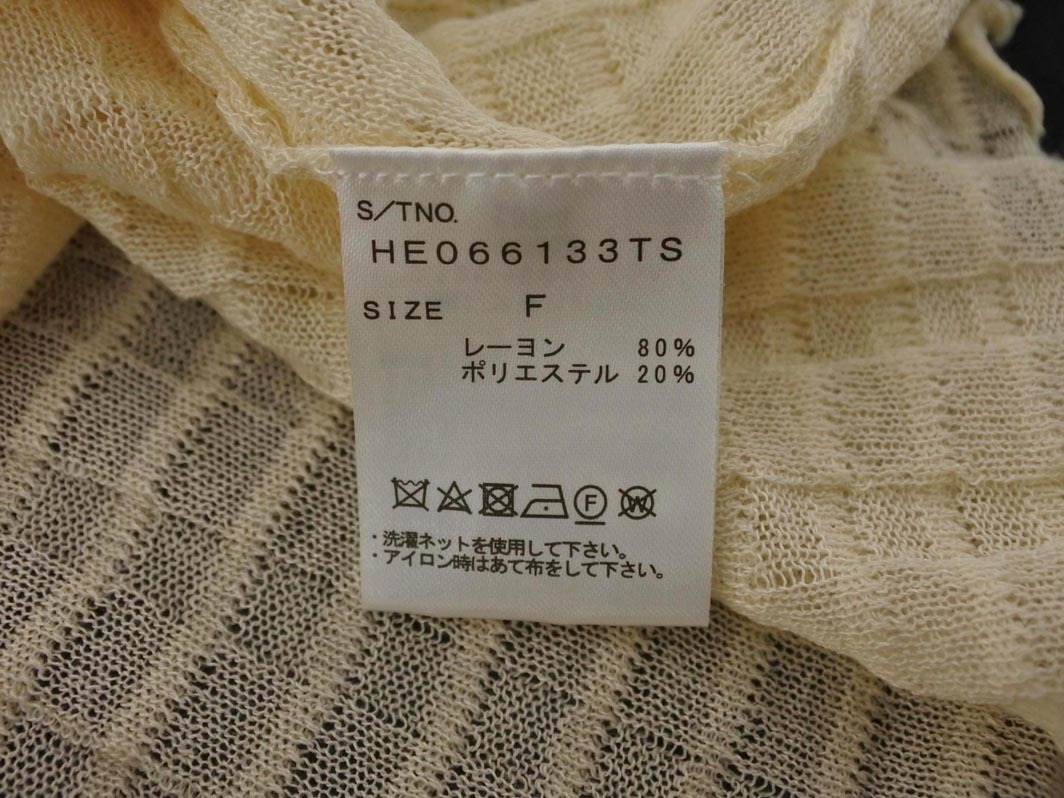 S/TNO.
HE066133TS
SIZE F
レーヨン 80%
ポリエステル 20%
F W
・洗濯ネットを使用して下さい。
・アイロン時はあて布をして下さい。